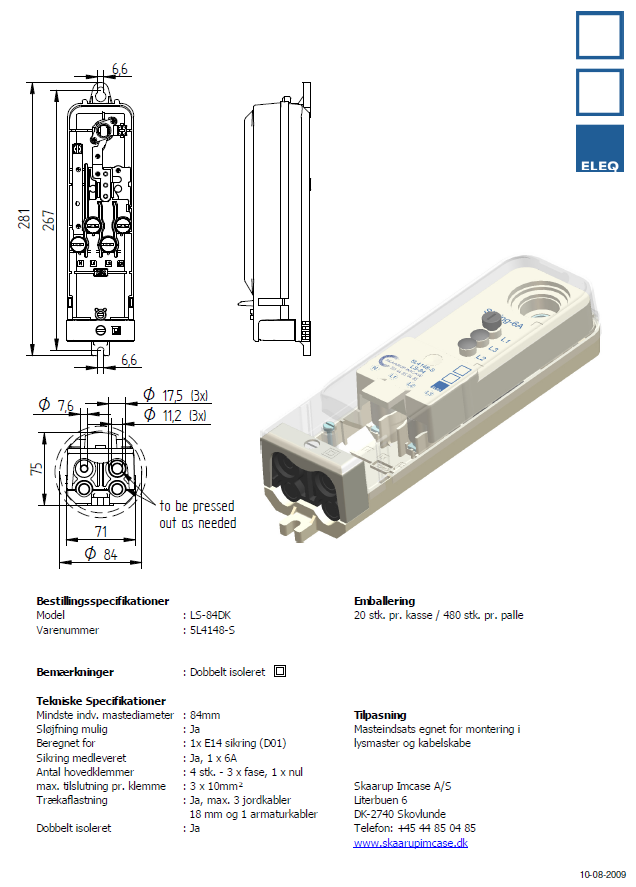 6,6
281
267
6,6
ELEQ
Ø 17,5 (3x)
Ø 7,6
Ø 11,2 (3x)
75
to be pressed
out as needed
71
Ø 84
L1
L3
L2
5L4148-S
LS-84
N
L1
L2
L3
Bestillingsspecifikationer
Model : LS-84DK
Varenummer : 5L4148-S
Emballering
20 stk. pr. kasse / 480 stk. pr. palle
Bemærkninger : Dobbelt isoleret
Tekniske Specifikationer
Mindste indv. mastediameter : 84mm
Sløjfning mulig : Ja
Beregnet for : 1x E14 sikring (D01)
Sikring medleveret : Ja, 1 x 6A
Antal hovedklemmer : 4 stk. - 3 x fase, 1 x nul
max. tilslutning pr. klemme : 3 x 10mm²
Trækaflastning : Ja, max. 3 jordkabler
18 mm og 1 armaturkabler
Dobbelt isoleret : Ja
Tilpasning
Masteindsats egnet for montering i
lysmaster og kabelskabe
Skaarup Imcase A/S
Literbuen 6
DK-2740 Skovlunde
Telefon: +45 44 85 04 85
www.skaarupimcase.dk
10-08-2009